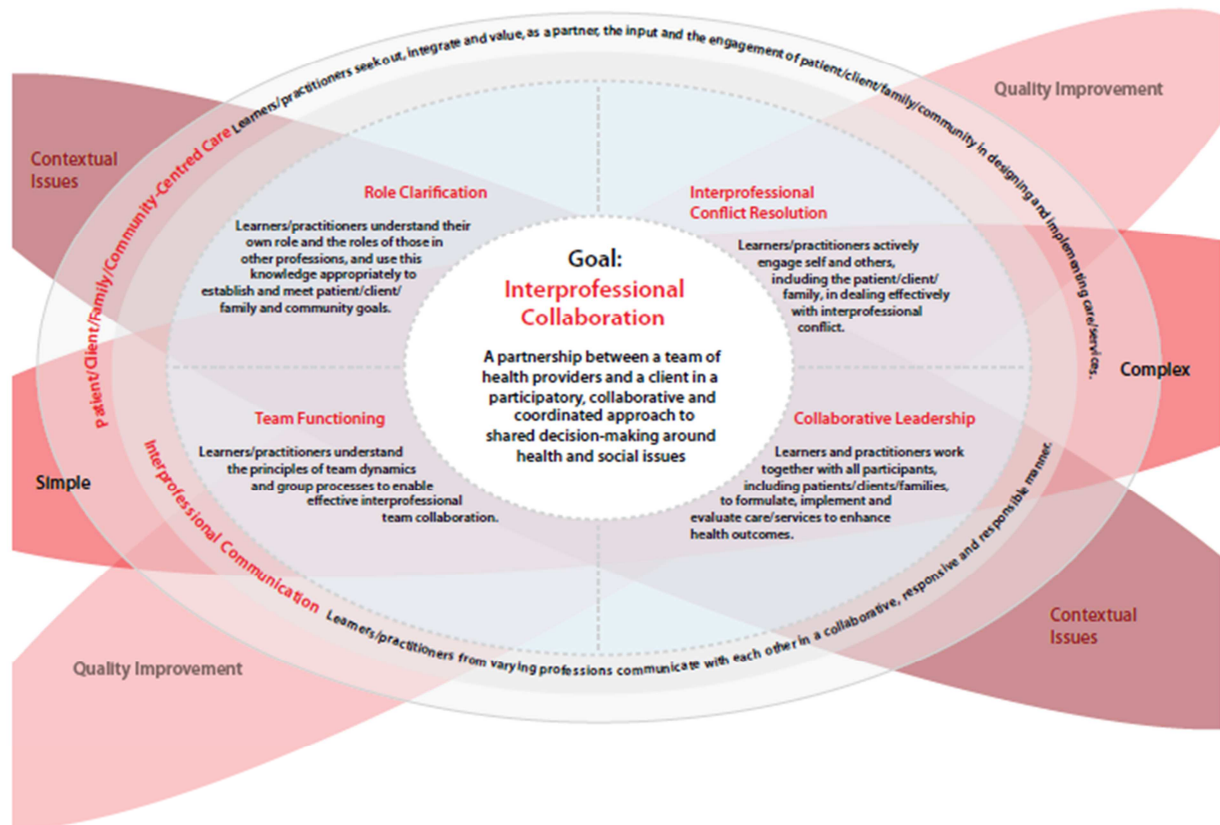 Patient/Client/Family/Community-Centred Care Learners/practitioners seek out, integrate and value, as a partner, the input and the engagement of patient/client/family/community in designing and implementing care/services.
Quality Improvement
Contextual
Issues
Role Clarification
Learners/practitioners understand their
own role and the roles of those in
other professions, and use this
knowledge appropriately to
establish and meet patient/client/
family and community goals.
Interprofessional
Conflict Resolution
Learners/practitioners actively
engage self and others,
including the patient/client/
family, in dealing effectively
with interprofessional
conflict.
Goal:
Interprofessional
Collaboration
A partnership between a team of
health providers and a client in a
participatory, collaborative and
coordinated approach to
shared decision-making around
health and social issues
Simple
Complex
Team Functioning
Learners/practitioners understand
the principles of team dynamics
and group processes to enable
effective interprofessional
team collaboration.
Collaborative Leadership
Learners and practitioners work
together with all participants,
including patients/clients/families,
to formulate, implement and
evaluate care/services to enhance
health outcomes.
Interprofessional Communication Learners/practitioners from varying professions communicate with each other in a collaborative, responsive and responsible manner.
Quality Improvement
Contextual
Issues